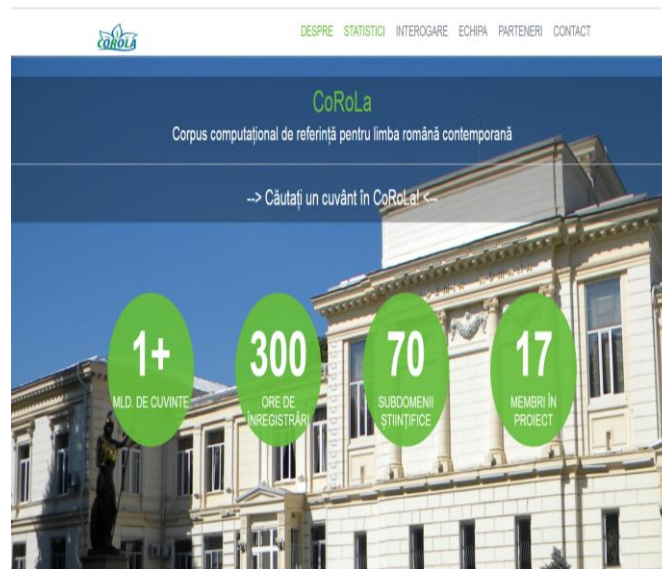 COROLA
DESPRE STATISTICI INTEROGARE ECHIPA PARTENERI CONTACT
CoRoLa
Corpus computațional de referință pentru limba română contemporană
--> Căutați un cuvânt în CoRoLa! <--
1+
MLD. DE CUVINTE
300
ORE DE
ÎNREGISTRĂRI
70
SUBDOMENII
ȘTIINȚIFICE
17
MEMBRI ÎN
PROIECT